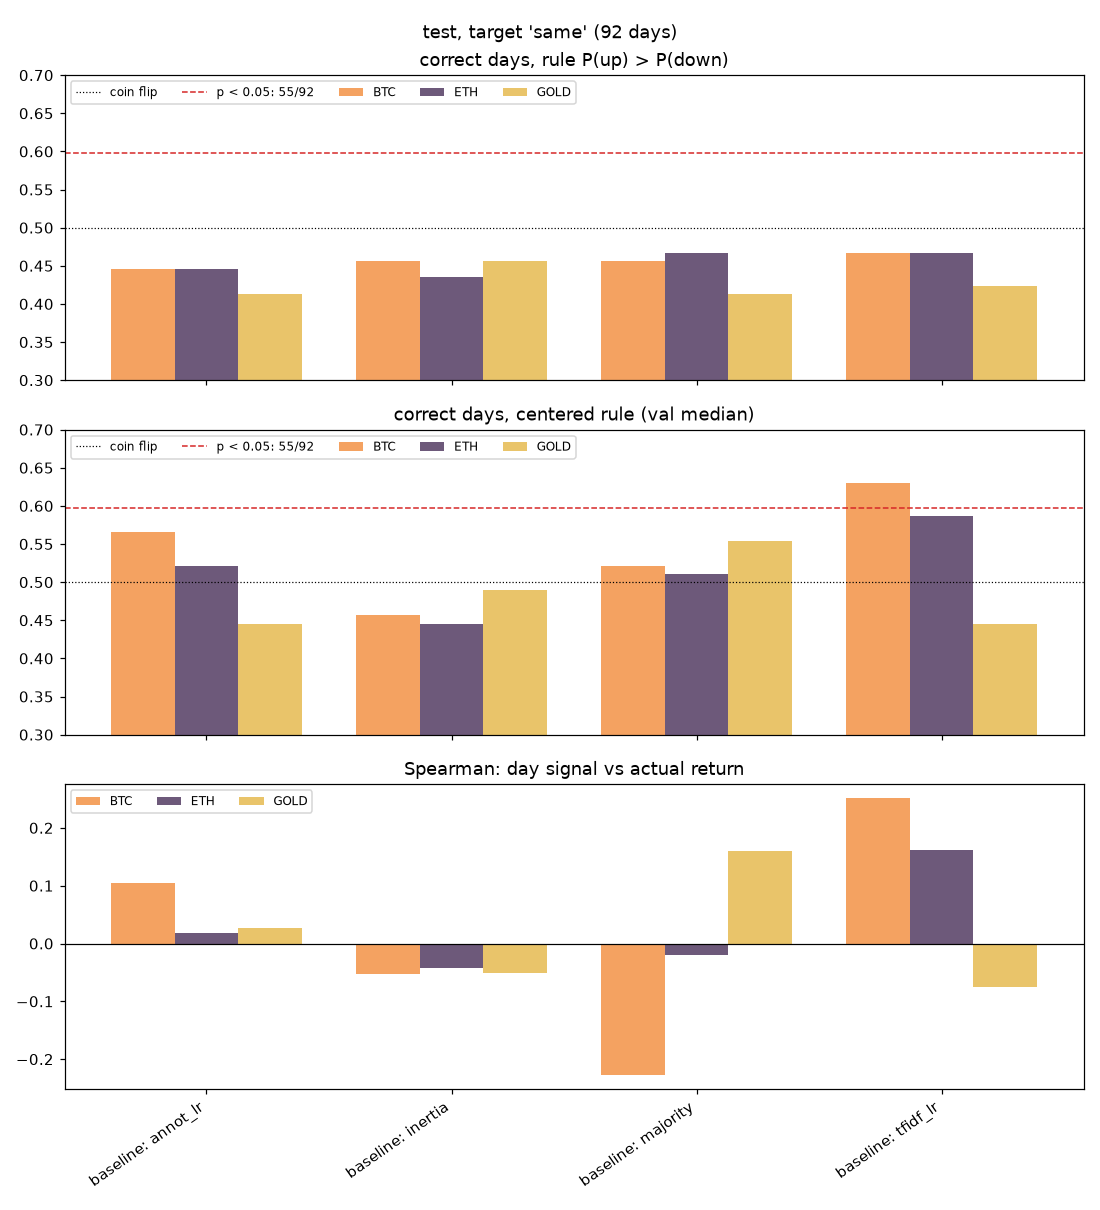 test, target 'same' (92 days)
correct days, rule P(up) > P(down)
0.70
0.65
0.60
0.55
0.50
0.45
0.40
0.35
0.30
coin flip
p < 0.05: 55/92
BTC
ETH
GOLD
correct days, centered rule (val median)
0.70
0.65
0.60
0.55
0.50
0.45
0.40
0.35
0.30
coin flip
p < 0.05: 55/92
BTC
ETH
GOLD
Spearman: day signal vs actual return
0.2
0.1
0.0
−0.1
−0.2
BTC
ETH
GOLD
baseline: annot_lr
baseline: inertia
baseline: majority
baseline: tfidf_lr